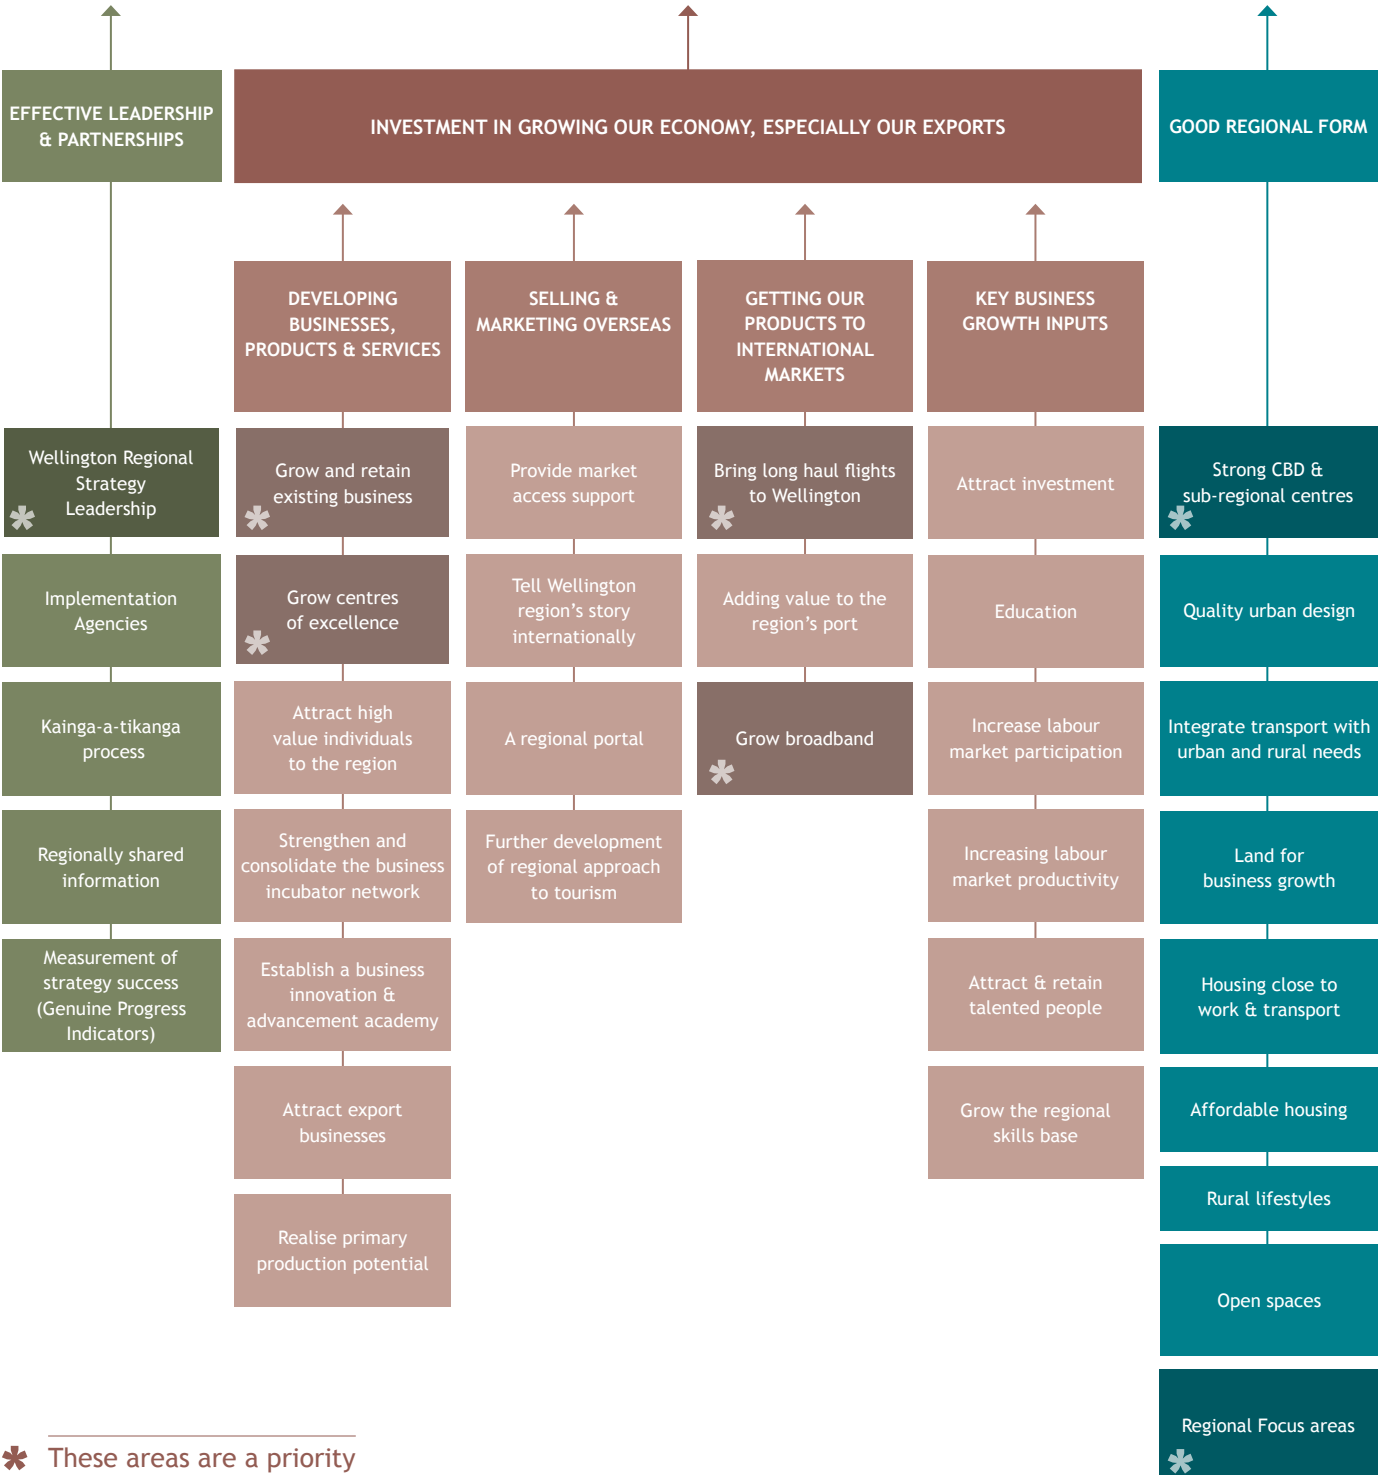 EFFECTIVE LEADERSHIP
& PARTNERSHIPS
INVESTMENT IN GROWING OUR ECONOMY, ESPECIALLY OUR EXPORTS
GOOD REGIONAL FORM
DEVELOPING
BUSINESSES,
PRODUCTS & SERVICES
SELLING &
MARKETING OVERSEAS
GETTING OUR
PRODUCTS TO
INTERNATIONAL
MARKETS
KEY BUSINESS
GROWTH INPUTS
Wellington Regional
Strategy
Leadership
*
Implementation
Agencies
Kainga-a-tikanga
process
Regionally shared
information
Measurement of
strategy success
(Genuine Progress
Indicators)
Grow and retain
existing business
*
Grow centres
of excellence
*
Attract high
value individuals
to the region
Strengthen and
consolidate the business
incubator network
Establish a business
innovation &
advancement academy
Attract export
businesses
Realise primary
production potential
Provide market
access support
Tell Wellington
region’s story
internationally
A regional portal
Further development
of regional approach
to tourism
Bring long haul flights
to Wellington
*
Adding value to the
region’s port
Grow broadband
*
Attract investment
Education
Increase labour
market participation
Increasing labour
market productivity
Attract & retain
talented people
Grow the regional
skills base
Strong CBD &
sub-regional centres
*
Quality urban design
Integrate transport with
urban and rural needs
Land for
business growth
Housing close to
work & transport
Affordable housing
Rural lifestyles
Open spaces
Regional Focus areas
*
* These areas are a priority